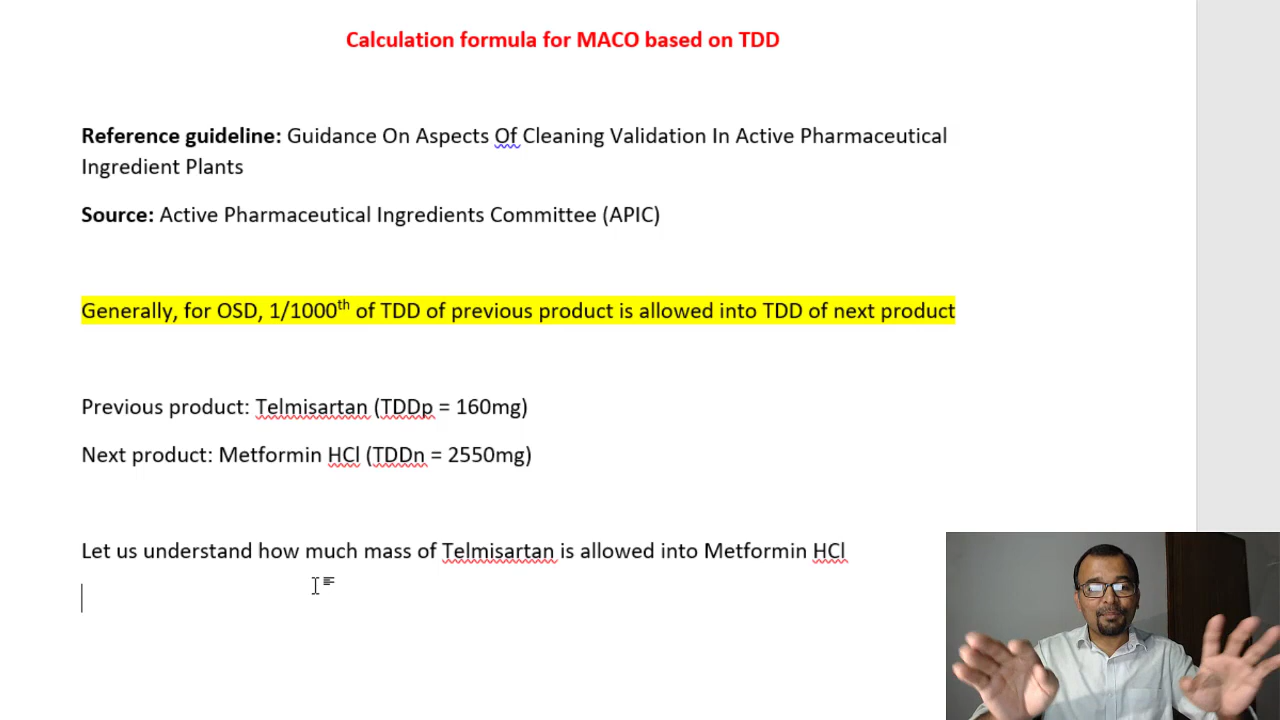 Calculation formula for MACO based on TDD
Reference guideline: Guidance On Aspects Of Cleaning Validation In Active Pharmaceutical
Ingredient Plants
Source: Active Pharmaceutical Ingredients Committee (APIC)
Generally, for OSD, 1/1000th of TDD of previous product is allowed into TDD of next product
Previous product: Telmisartan (TDDp = 160mg)
Next product: Metformin HCl (TDDn = 2550mg)
Let us understand how much mass of Telmisartan is allowed into Metformin HCl